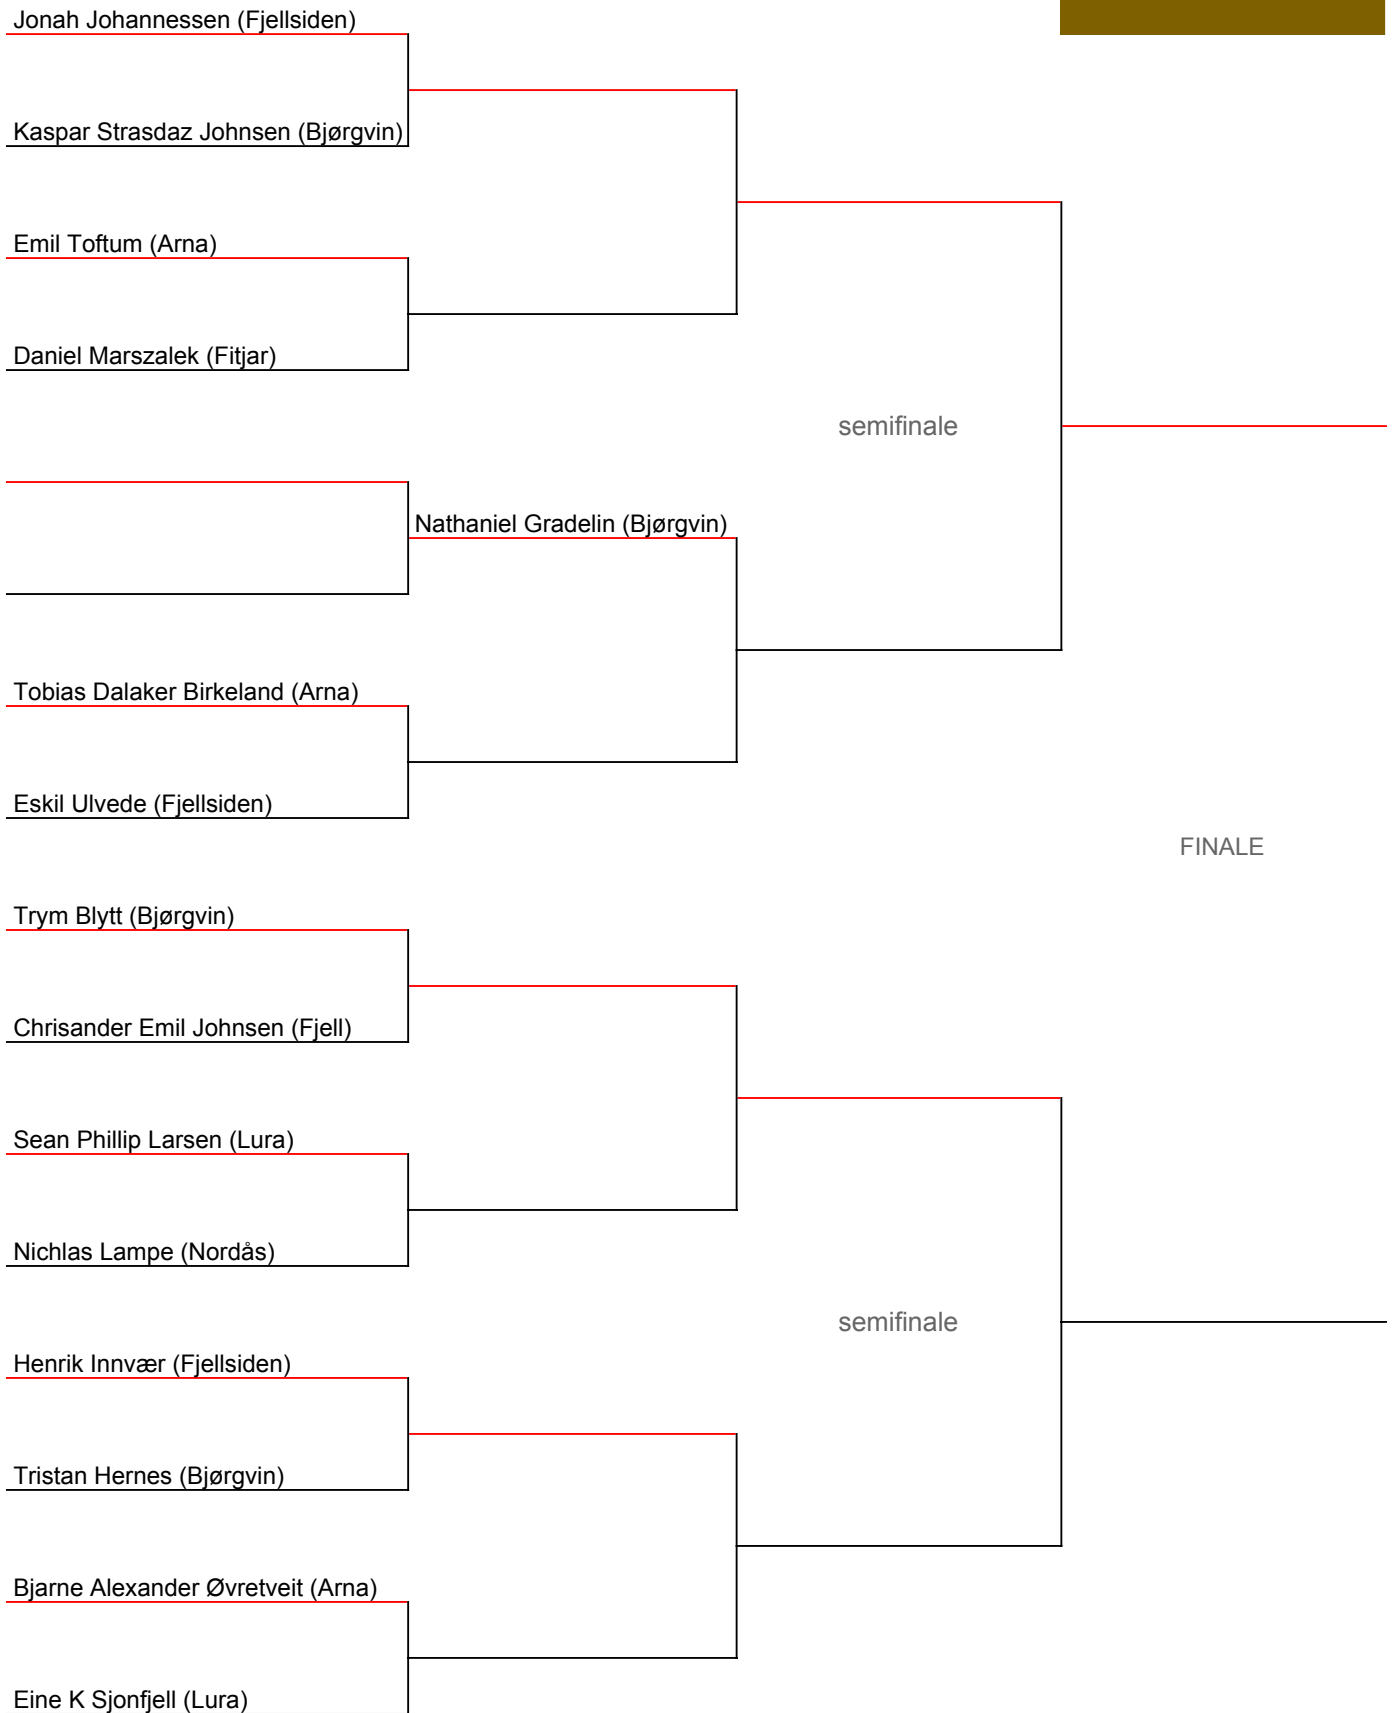 Jonah Johannessen (Fjellsiden)
Kaspar Strasdaz Johnsen (Bjørgvin)
Emil Toftum (Arna)
Daniel Marszalek (Fitjar)
semifinale
Nathaniel Gradelin (Bjørgvin)
Tobias Dalaker Birkeland (Arna)
Eskil Ulvede (Fjellsiden)
FINALE
Trym Blytt (Bjørgvin)
Chrisander Emil Johnsen (Fjell)
Sean Phillip Larsen (Lura)
Nichlas Lampe (Nordås)
semifinale
Henrik Innvær (Fjellsiden)
Tristan Hernes (Bjørgvin)
Bjarne Alexander Øvretveit (Arna)
Eine K Sjonfjell (Lura)